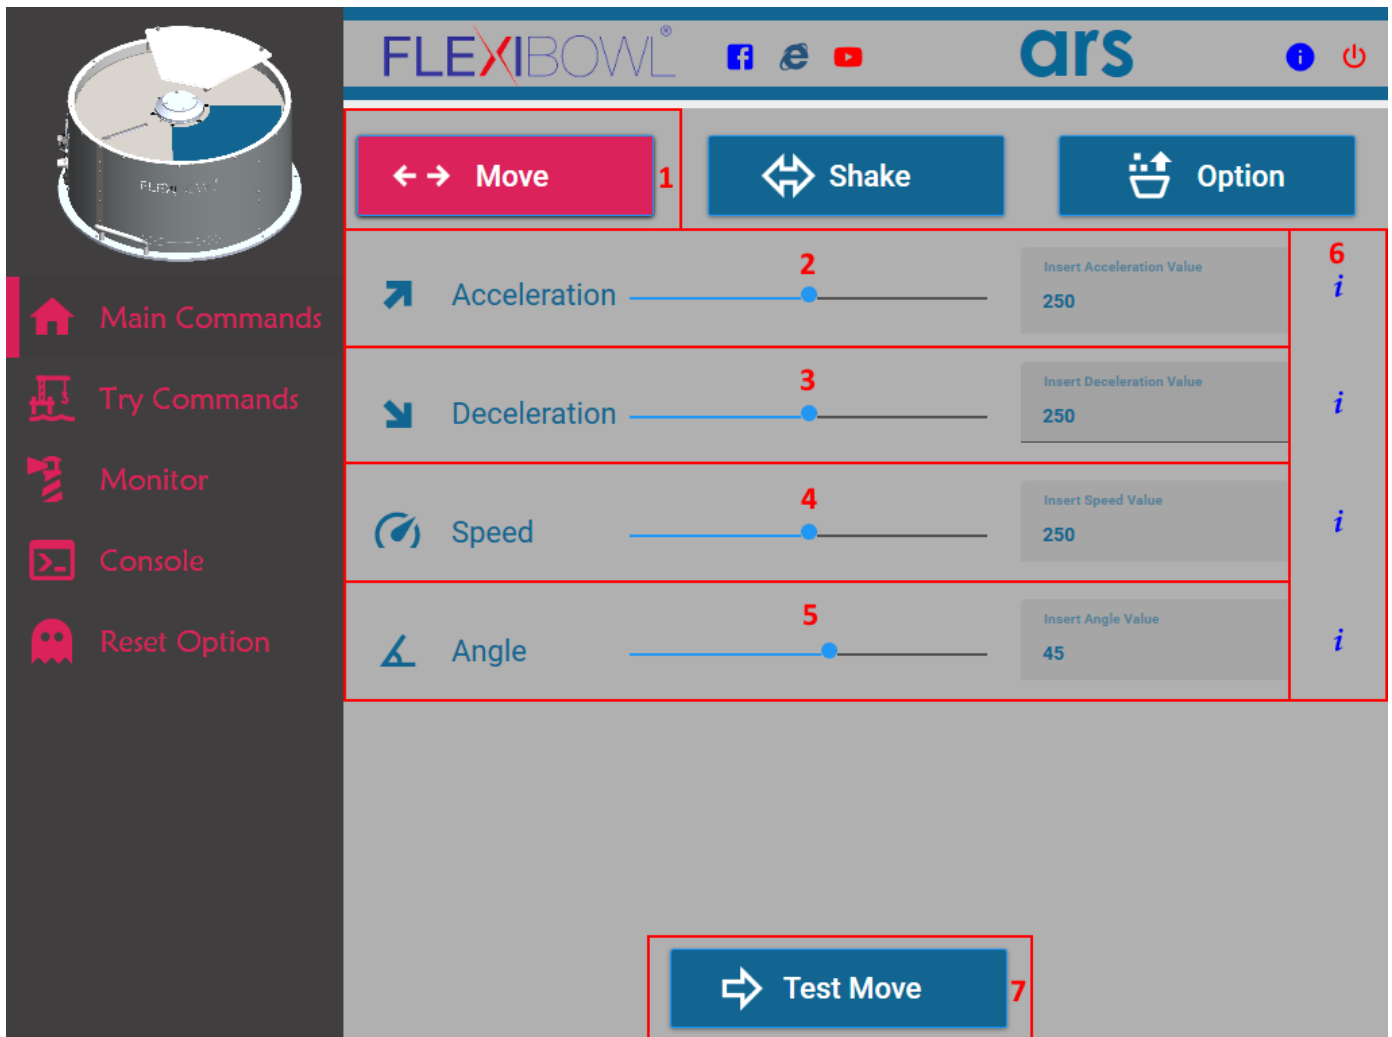 FLEXIBOWL®
ars
Move
1
Shake
Option
Main Commands
Try Commands
Monitor
Console
Reset Option
2
Acceleration
Insert Acceleration Value
250
6
i
3
Deceleration
Insert Deceleration Value
250
i
4
Speed
Insert Speed Value
250
i
5
Angle
Insert Angle Value
45
i
Test Move
7